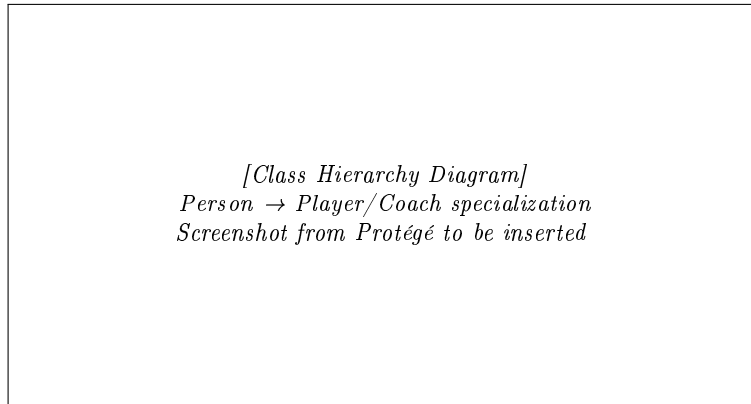 [Class Hierarchy Diagram]
Person → Player/Coach specialization
Screenshot from Protégé to be inserted